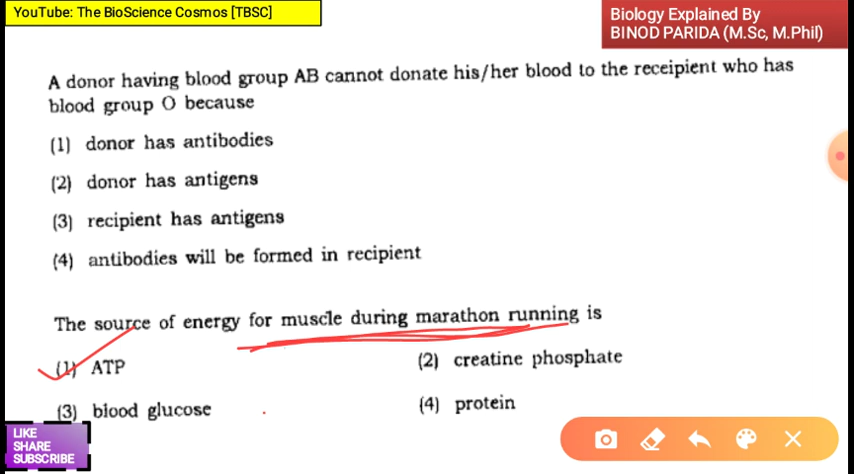 YouTube: The BioScience Cosmos [TBSC]
Biology Explained By
BINOD PARIDA (M.Sc, M.Phil)
A donor having blood group AB cannot donate his/her blood to the receipient who has
blood group O because
(1) donor has antibodies
(2) donor has antigens
(3) recipient has antigens
(4) antibodies will be formed in recipient
The source of energy for muscle during marathon running is
(1) ATP
(2) creatine phosphate
(3) blood glucose
(4) protein
LIKE
SHARE
SUBSCRIBE